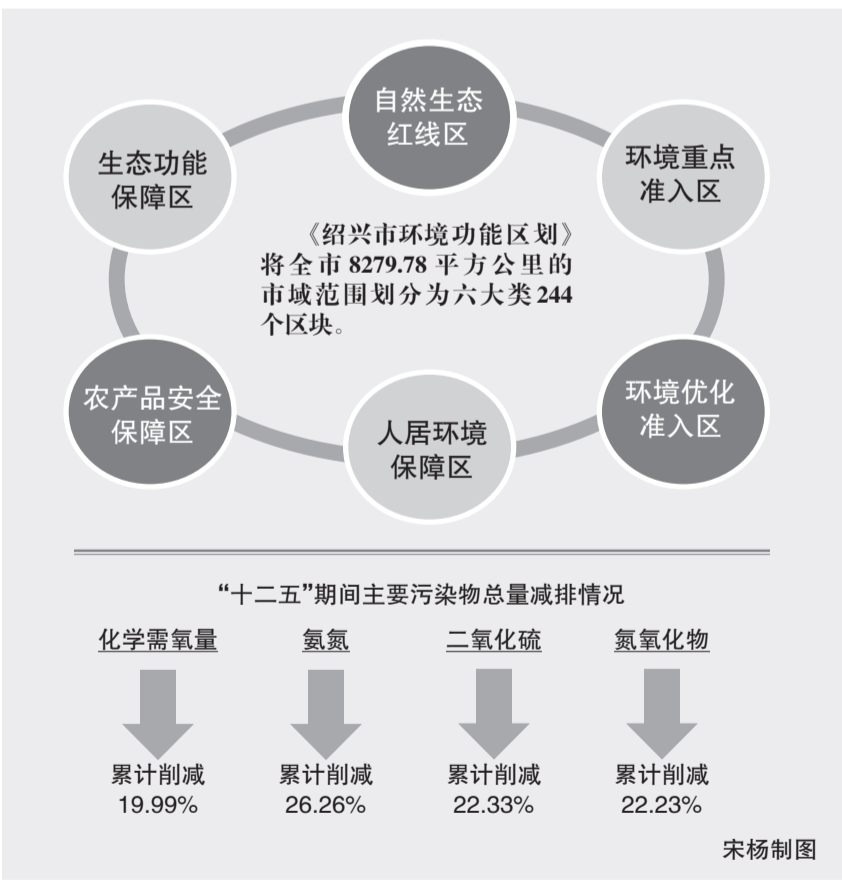 自然生态
红线区
生态功能
保障区
环境重点
准入区
《绍兴市环境功能区划》
将全市8279.78平方公里的
市域范围划分为六大类244
个区块。
农产品安全
保障区
环境优化
准入区
人居环境
保障区
“十二五”期间主要污染物总量减排情况
化学需氧量 氨氮 二氧化硫 氮氧化物
累计削减 累计削减 累计削减 累计削减
19.99% 26.26% 22.33% 22.23%
宋杨制图